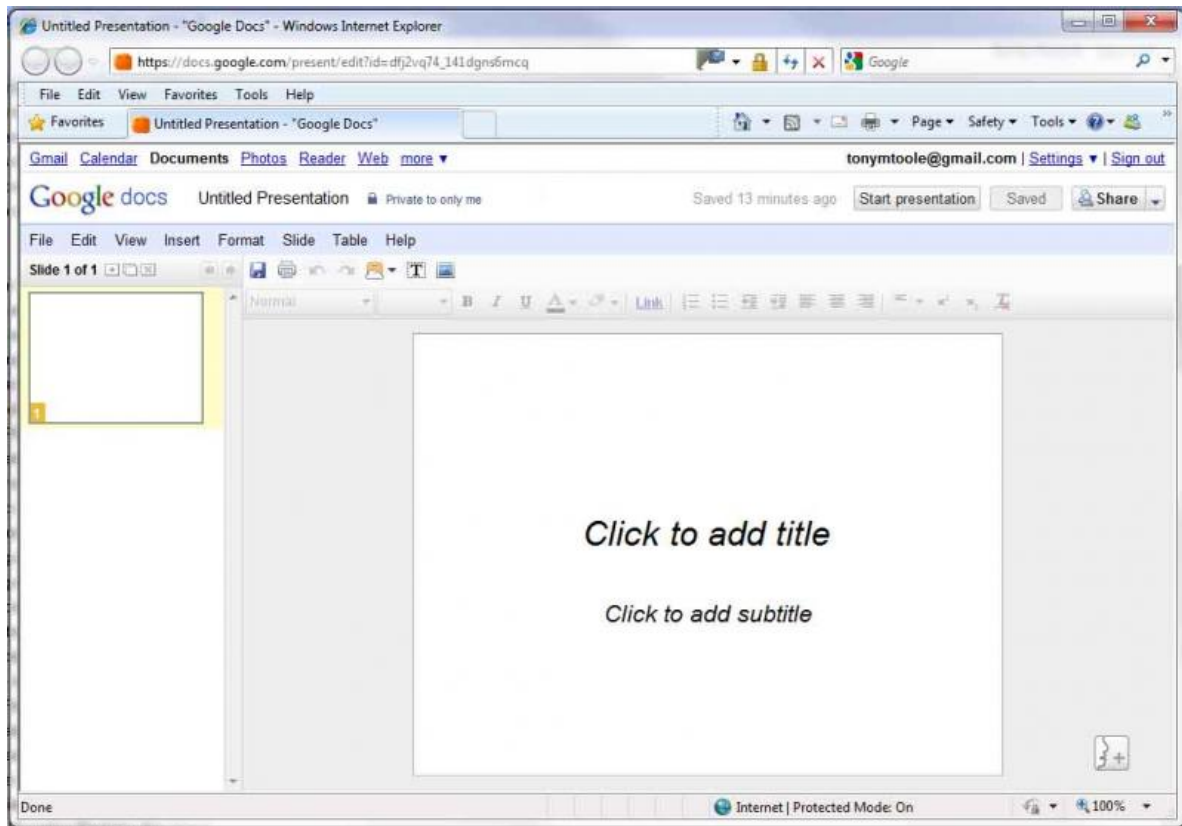 Untitled Presentation - "Google Docs" - Windows Internet Explorer
https://docs.google.com/present/edit?id=dfj2vq74_141dgns6mcq
Google
File Edit View Favorites Tools Help
Favorites Untitled Presentation - "Google Docs" Page Safety Tools
Gmail Calendar Documents Photos Reader Web more tonymtoole@gmail.com | Settings | Sign out
Google docs Untitled Presentation Private to only me Saved 13 minutes ago Start presentation Saved Share
File Edit View Insert Format Slide Table Help
Slide 1 of 1
Normal B I U A Link
1
Click to add title
Click to add subtitle
Done Internet | Protected Mode: On 100%